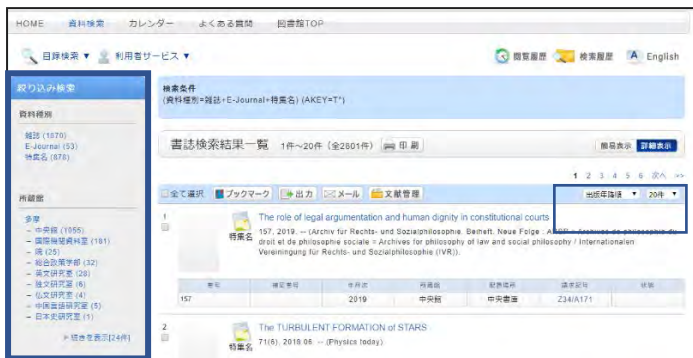 HOME 資料検索 カレンダー よくある質問 図書館TOP
目録検索 ▼ 利用者サービス ▼ 閲覧履歴 検索履歴 A English
絞り込み検索
資料種別
雑誌 (1870)
E-Journal (53)
特集名 (878)
所蔵館
多摩
- 中央館 (1055)
- 国際機関資料室 (181)
- 院 (25)
- 総合政策学部 (32)
- 英文研究室 (28)
- 独文研究室 (6)
- 仏文研究室 (4)
- 中国言語研究室 (5)
- 日本史研究室 (1)
続きを表示[24件]
検索条件
(資料種別=雑誌+E-Journal+特集名) (AKEY=T*)
書誌検索結果一覧 1件～20件 (全2801件) 印刷 簡易表示 詳細表示
1 2 3 4 5 6 次へ >>
全て選択 ブックマーク 出力 メール 文献管理 出版年降順 ▼ 20件 ▼
1 The role of legal argumentation and human dignity in constitutional courts
特集名 157, 2019. -- (Archiv für Rechts- und Sozialphilosophie. Beiheft. Neue Folge : ARSP = Archives de philosophie du
droit et de philosophie sociale = Archives for philosophy of law and social philosophy / Internationalen
Vereinigung für Rechts- und Sozialphilosophie (IVR)).
巻号 補足巻号 年月次 所蔵館 配置場所 請求記号 状態
157 2019 中央館 中央書庫 Z34/A171
2 The TURBULENT FORMATION of STARS
特集名 71(6), 2018.06. -- (Physics today)